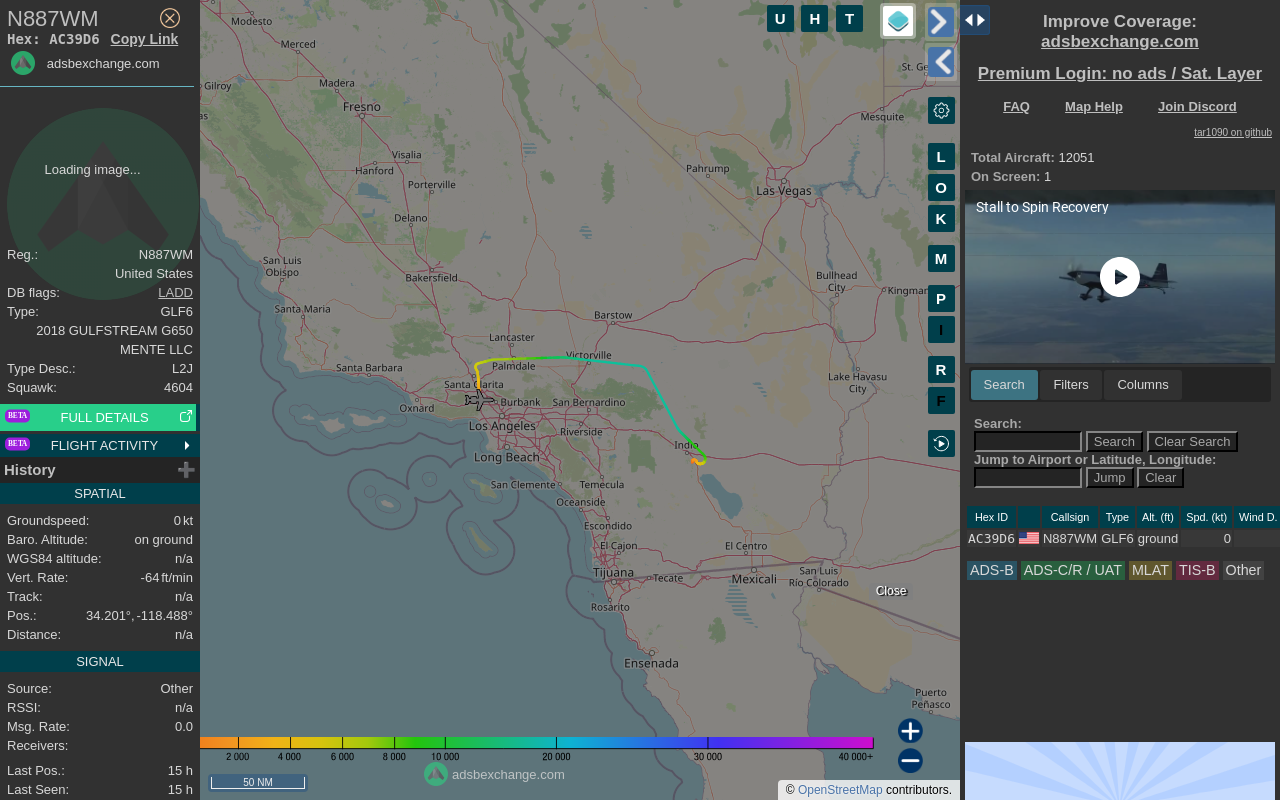 N887WM
Hex: AC39D6 Copy Link
adsbexchange.com
Loading image...
Reg.: N887WM
United States
DB flags: LADD
Type: GLF6
2018 GULFSTREAM G650
MENTE LLC
Type Desc.: L2J
Squawk: 4604
BETA FULL DETAILS
BETA FLIGHT ACTIVITY
History
SPATIAL
Groundspeed: 0 kt
Baro. Altitude: on ground
WGS84 altitude: n/a
Vert. Rate: -64 ft/min
Track: n/a
Pos.: 34.201°, -118.488°
Distance: n/a
SIGNAL
Source: Other
RSSI: n/a
Msg. Rate: 0.0
Receivers:
Last Pos.: 15 h
Last Seen: 15 h
U H T
L
O
K
M
P
I
R
F
Modesto
Merced
Gilroy
as
Madera
Fresno
Visalia
Hanford
Porterville
Delano
San Luis
Obispo
Bakersfield
Santa Maria
Pahrump
Las Vegas
St. Ge
Mesquite
Bullhead
City
Kingman
Barstow
Lancaster
Victorville
Palmdale
Santa Barbara
Santa Clarita
Oxnard
Burbank
San Bernardino
Lake Havasu
City
Los Angeles
Riverside
Indio
Long Beach
San Clemente
Temecula
Oceanside
Escondido
El Cajon
El Centro
Tijuana
Tecate
Mexicali
San Luis
Río Colorado
Rosarito
Ensenada
Puerto
Peñasco
Close
2 000 4 000 6 000 8 000 10 000 20 000 30 000 40 000+
50 NM
adsbexchange.com
© OpenStreetMap contributors.
Improve Coverage:
adsbexchange.com
Premium Login: no ads / Sat. Layer
FAQ Map Help Join Discord
tar1090 on github
Total Aircraft: 12051
On Screen: 1
Stall to Spin Recovery
Search Filters Columns
Search:
Search Clear Search
Jump to Airport or Latitude, Longitude:
Jump Clear
Hex ID Callsign Type Alt. (ft) Spd. (kt) Wind D.
AC39D6 N887WM GLF6 ground 0
ADS-B ADS-C/R / UAT MLAT TIS-B Other